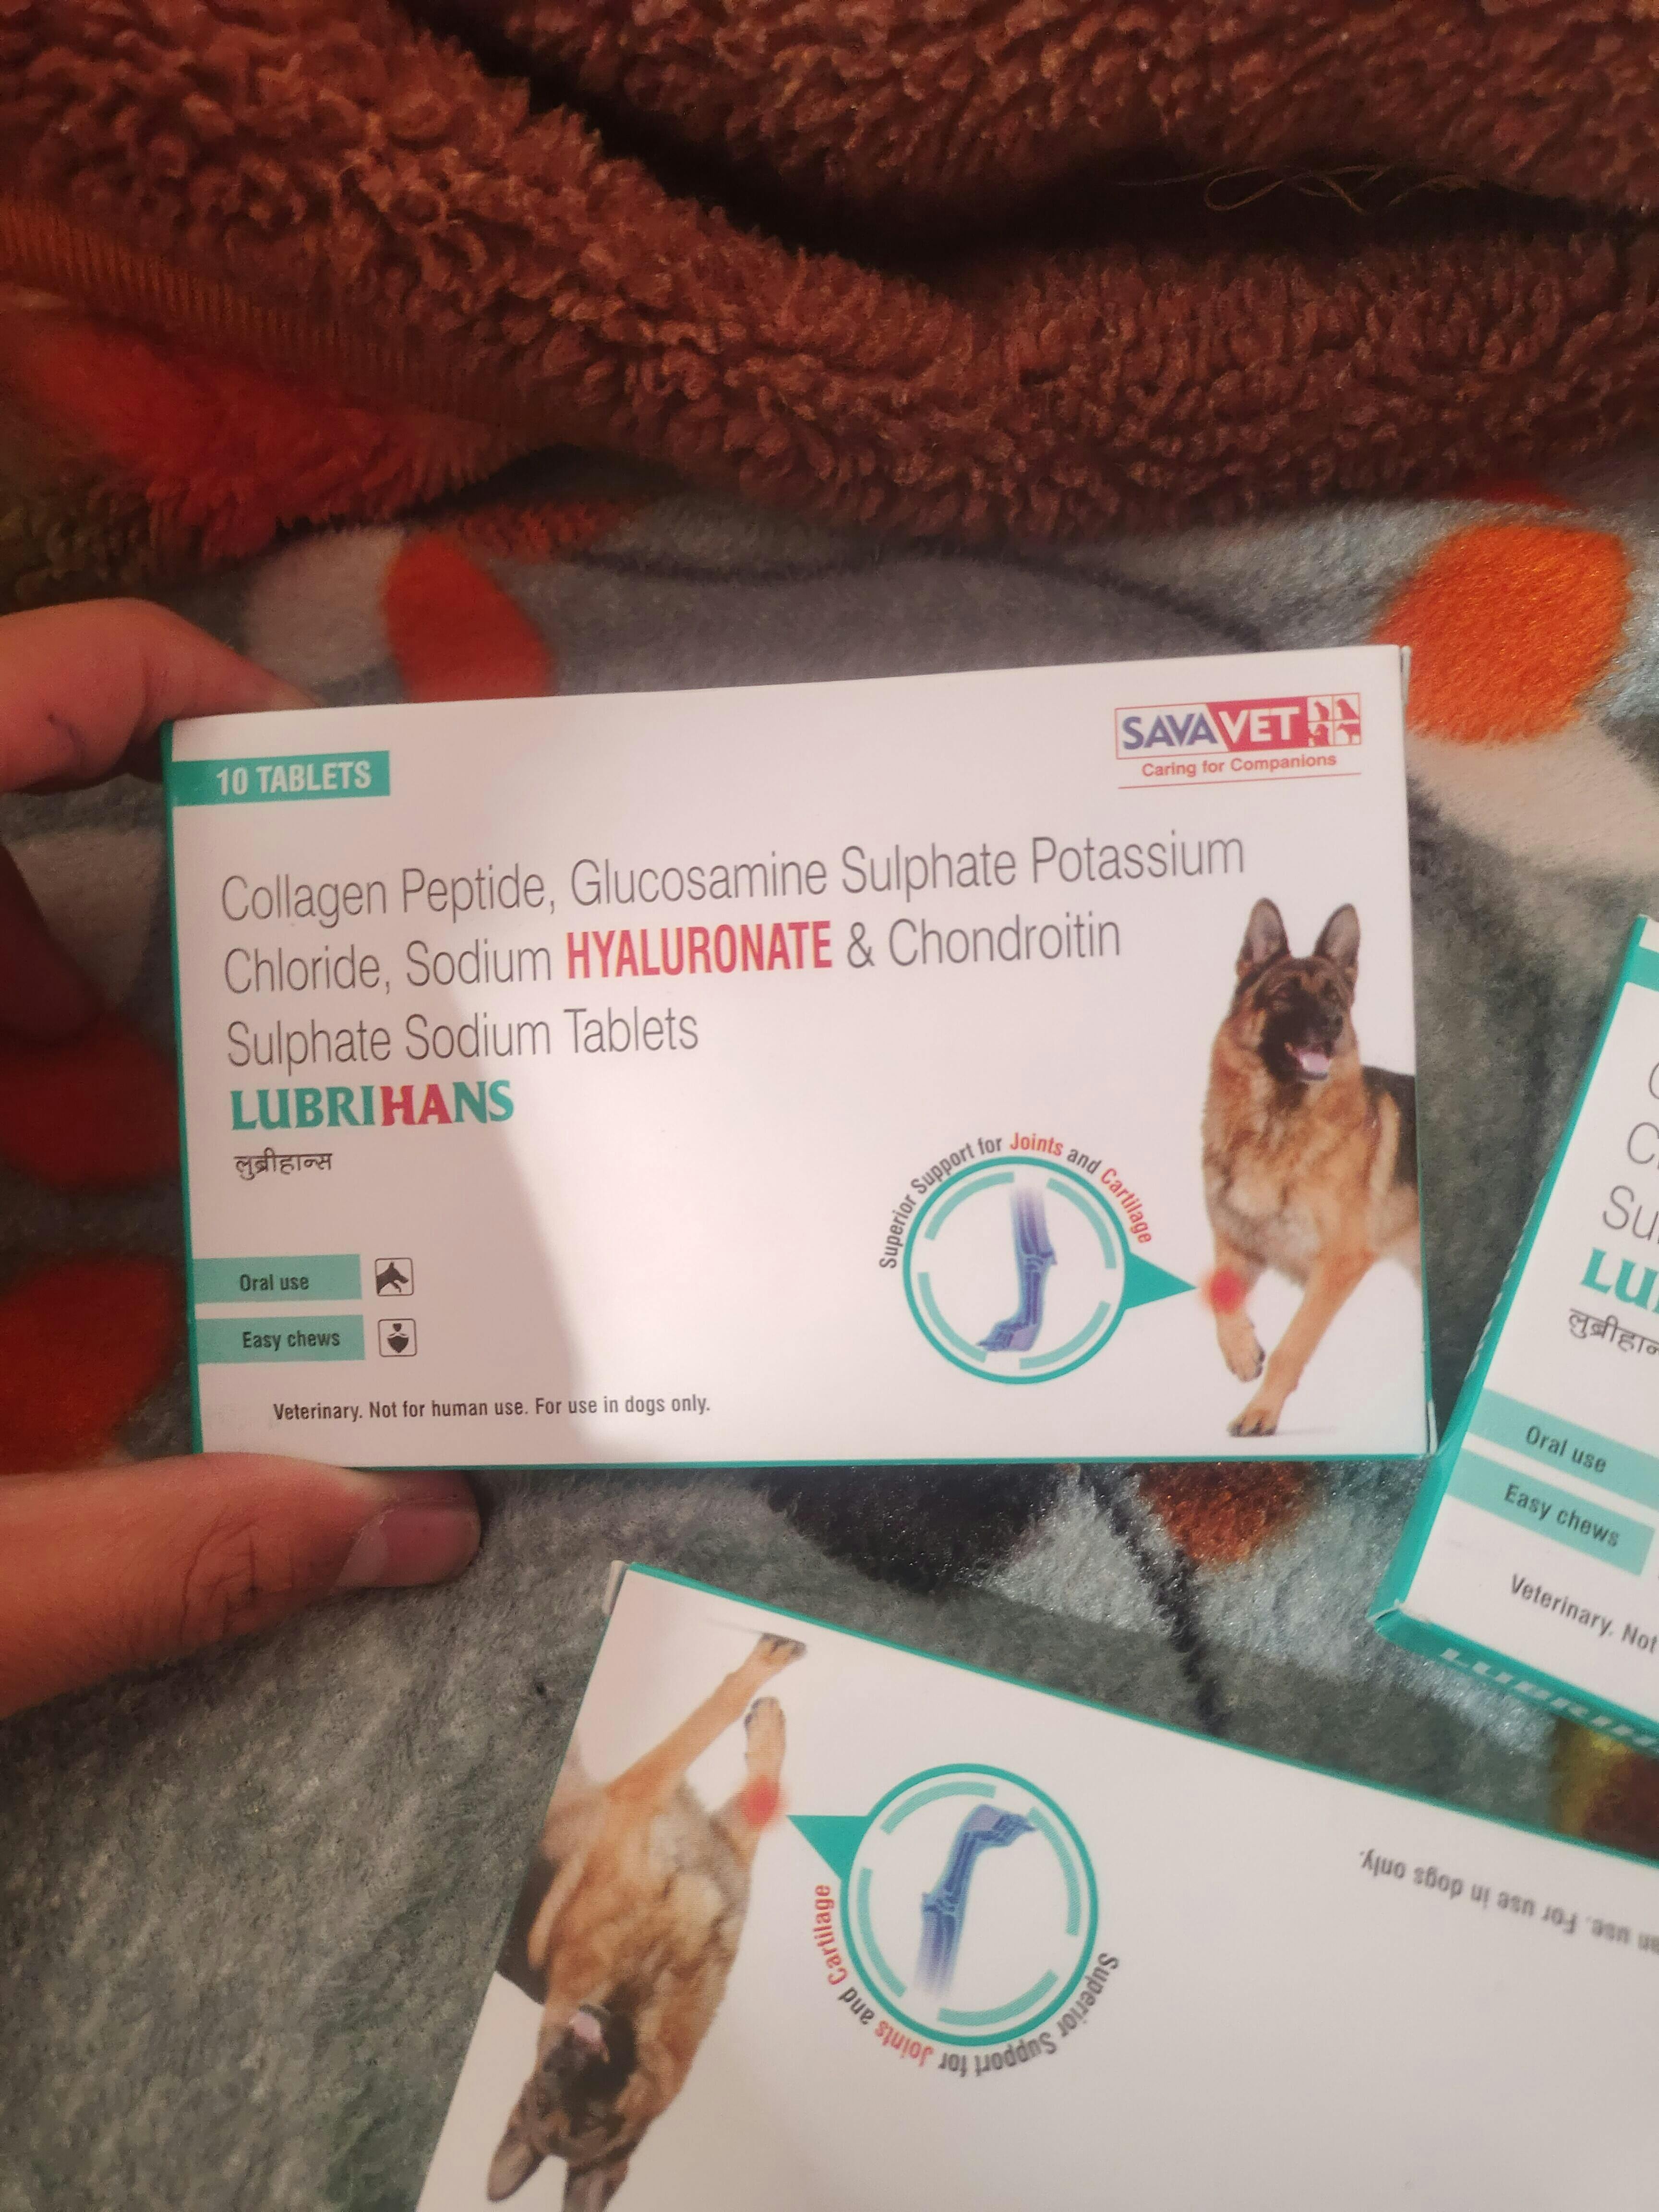 10 TABLETS
SAVAVET
Caring for Companions
Collagen Peptide, Glucosamine Sulphate Potassium
Chloride, Sodium HYALURONATE & Chondroitin
Sulphate Sodium Tablets
LUBRIHANS
लुब्रीहान्स
Superior Support for Joints and Cartilage
Oral use
Easy chews
Veterinary. Not for human use. For use in dogs only.
Oral use
Easy chews
Veterinary. Not
use. For use in dogs only.
Superior Support for Joints and Cartilage